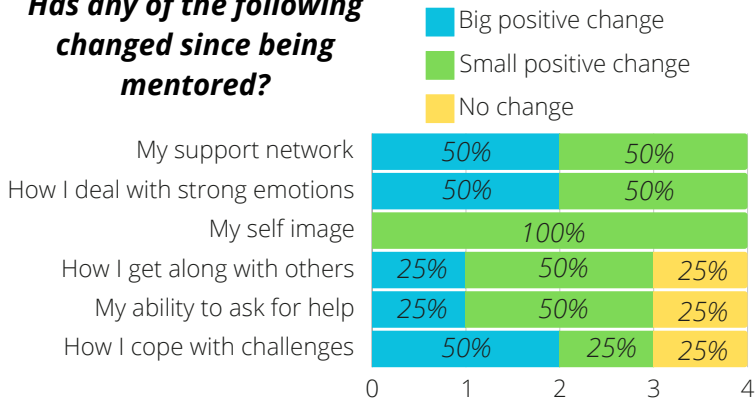 Has any of the following
changed since being
mentored?
Big positive change
Small positive change
No change
My support network 50% 50%
How I deal with strong emotions 50% 50%
My self image 100%
How I get along with others 25% 50% 25%
My ability to ask for help 25% 50% 25%
How I cope with challenges 50% 25% 25%
0 1 2 3 4